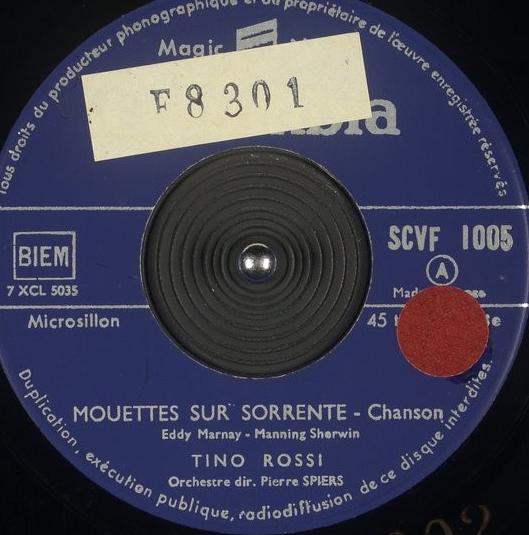 Tous droits du producteur phonographique et du propriétaire de l'œuvre enregistrée réservés
Magic
F8301
BIEM
7 XCL 5035
SCVF 1005
A
Microsillon
45
MOUETTES SUR SORRENTE - Chanson
Eddy Marnay - Manning Sherwin
TINO ROSSI
Orchestre dir. Pierre SPIERS
Duplication, exécution publique, radiodiffusion de ce disque interdites.